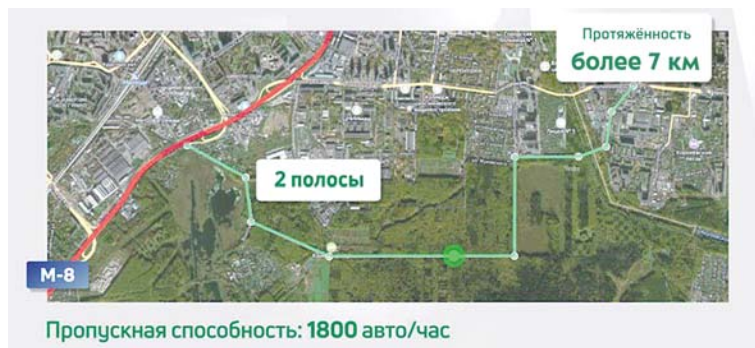 Протяжённость
более 7 км
2 полосы
М-8
Пропускная способность: 1800 авто/час